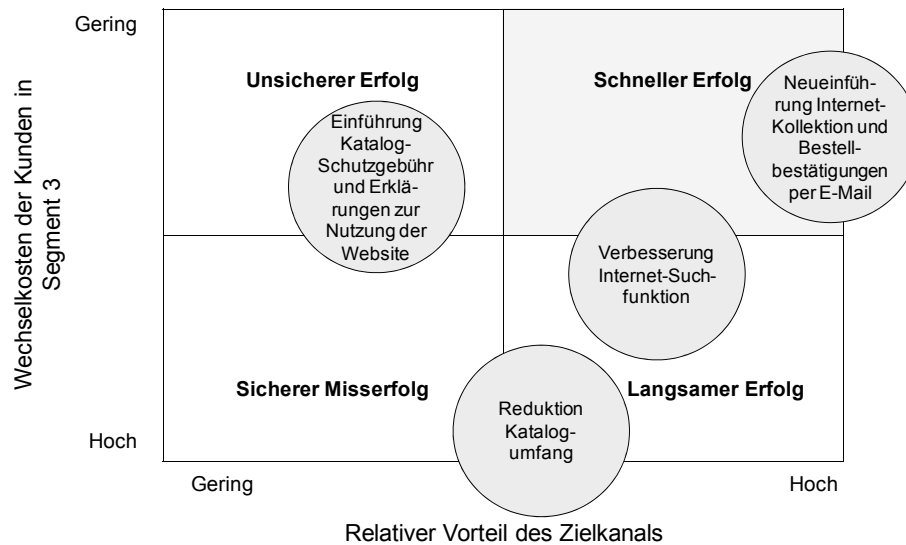 Gering
Wechselkosten der Kunden in
Segment 3
Hoch
Unsicherer Erfolg
Schneller Erfolg
Einführung
Katalog-
Schutzgebühr
und Erklä-
rungen zur
Nutzung der
Website
Neueinfüh-
rung Internet-
Kollektion und
Bestell-
bestätigungen
per E-Mail
Verbesserung
Internet-Such-
funktion
Sicherer Misserfolg
Langsamer Erfolg
Reduktion
Katalog-
umfang
Gering
Hoch
Relativer Vorteil des Zielkanals